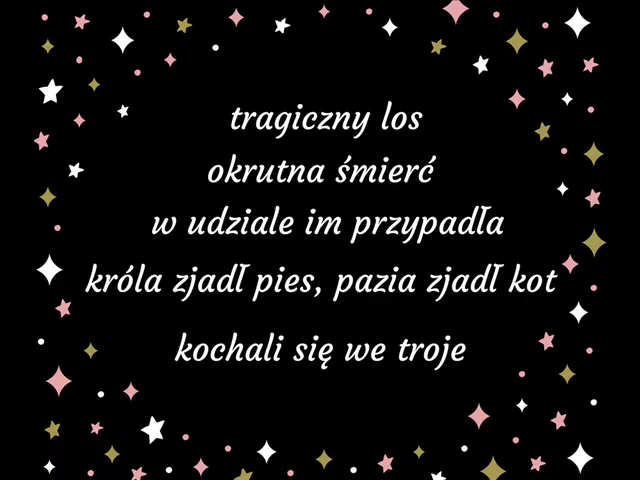 tragiczny los
okrutna śmierć
w udziale im przypadła
króla zjadł pies, pazia zjadł kot
kochali się we troje